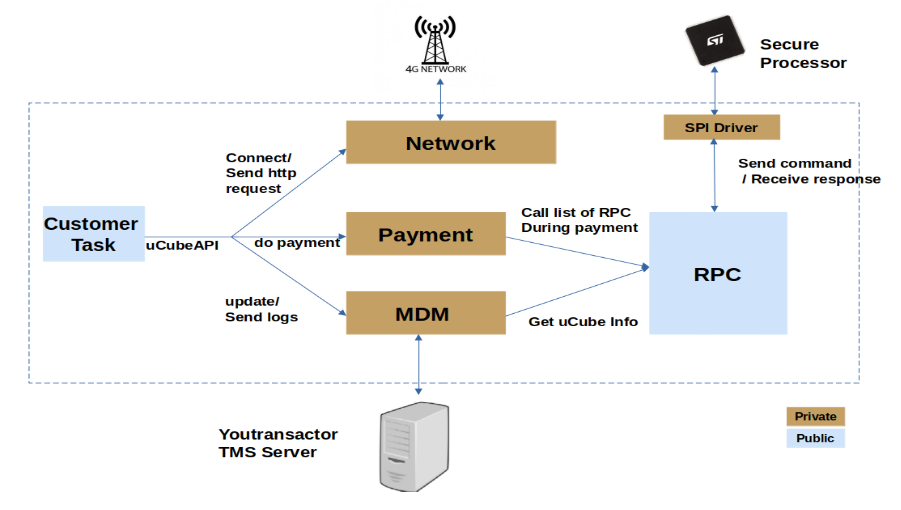 4G NETWORK
ST
Secure
Processor
Network
SPI Driver
Connect/
Send http
request
Send command
/ Receive response
Customer
Task
uCubeAPI
do payment
Payment
Call list of RPC
During payment
RPC
update/
Send logs
MDM
Get uCube Info
Youtransactor
TMS Server
Private
Public